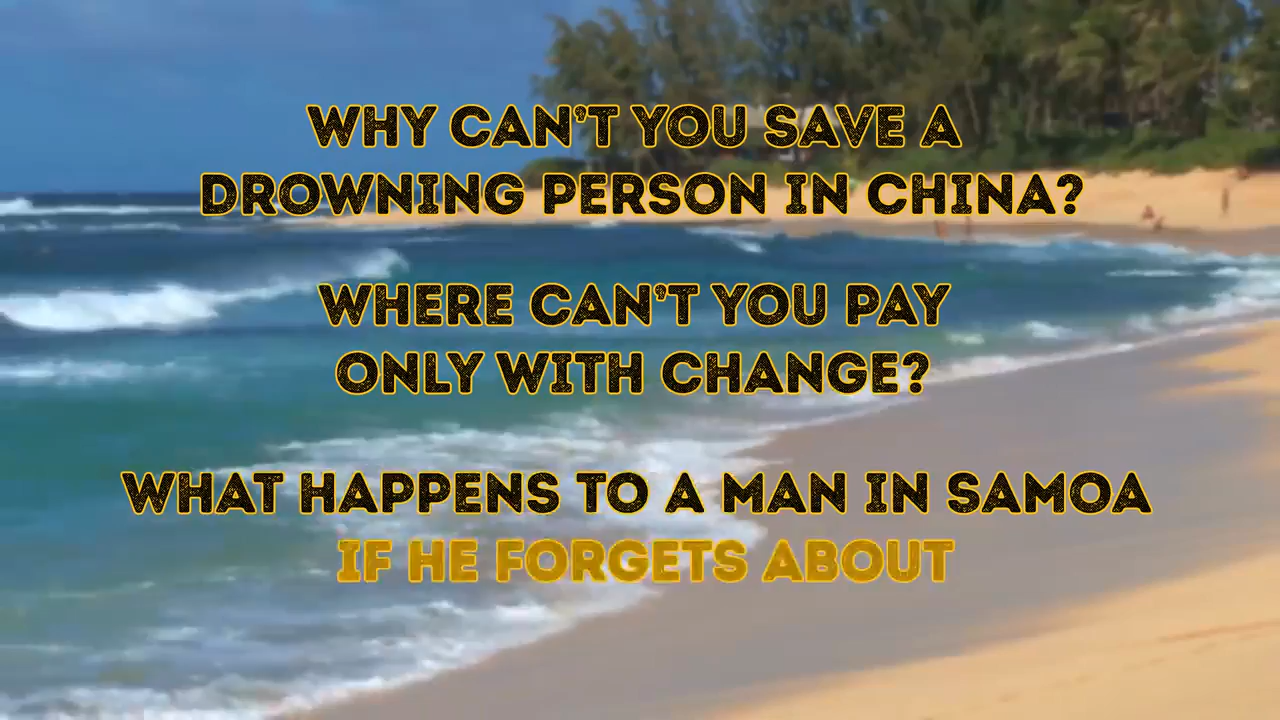 WHY CAN'T YOU SAVE A
DROWNING PERSON IN CHINA?
WHERE CAN'T YOU PAY
ONLY WITH CHANGE?
WHAT HAPPENS TO A MAN IN SAMOA
IF HE FORGETS ABOUT